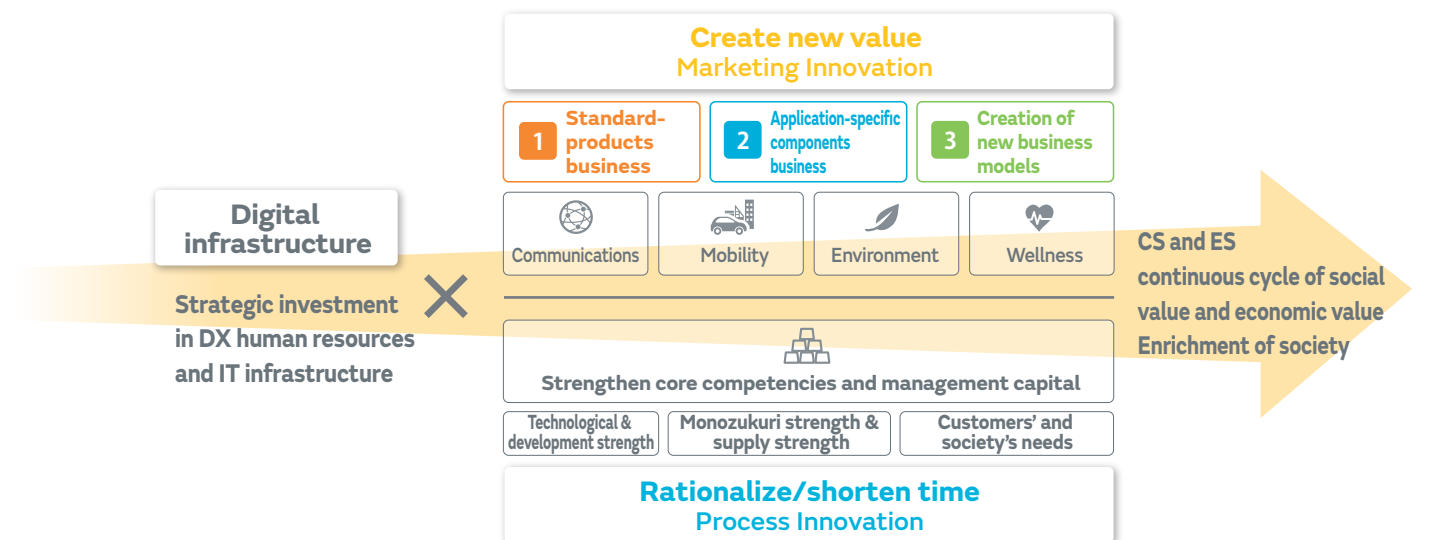 Create new value
Marketing Innovation
1
Standard-
products
business
2
Application-specific
components
business
3
Creation of
new business
models
Digital
infrastructure
Strategic investment
in DX human resources
and IT infrastructure
Communications
Mobility
Environment
Wellness
CS and ES
continuous cycle of social
value and economic value
Enrichment of society
Strengthen core competencies and management capital
Technological &
development strength
Monozukuri strength &
supply strength
Customers’ and
society’s needs
Rationalize/shorten time
Process Innovation